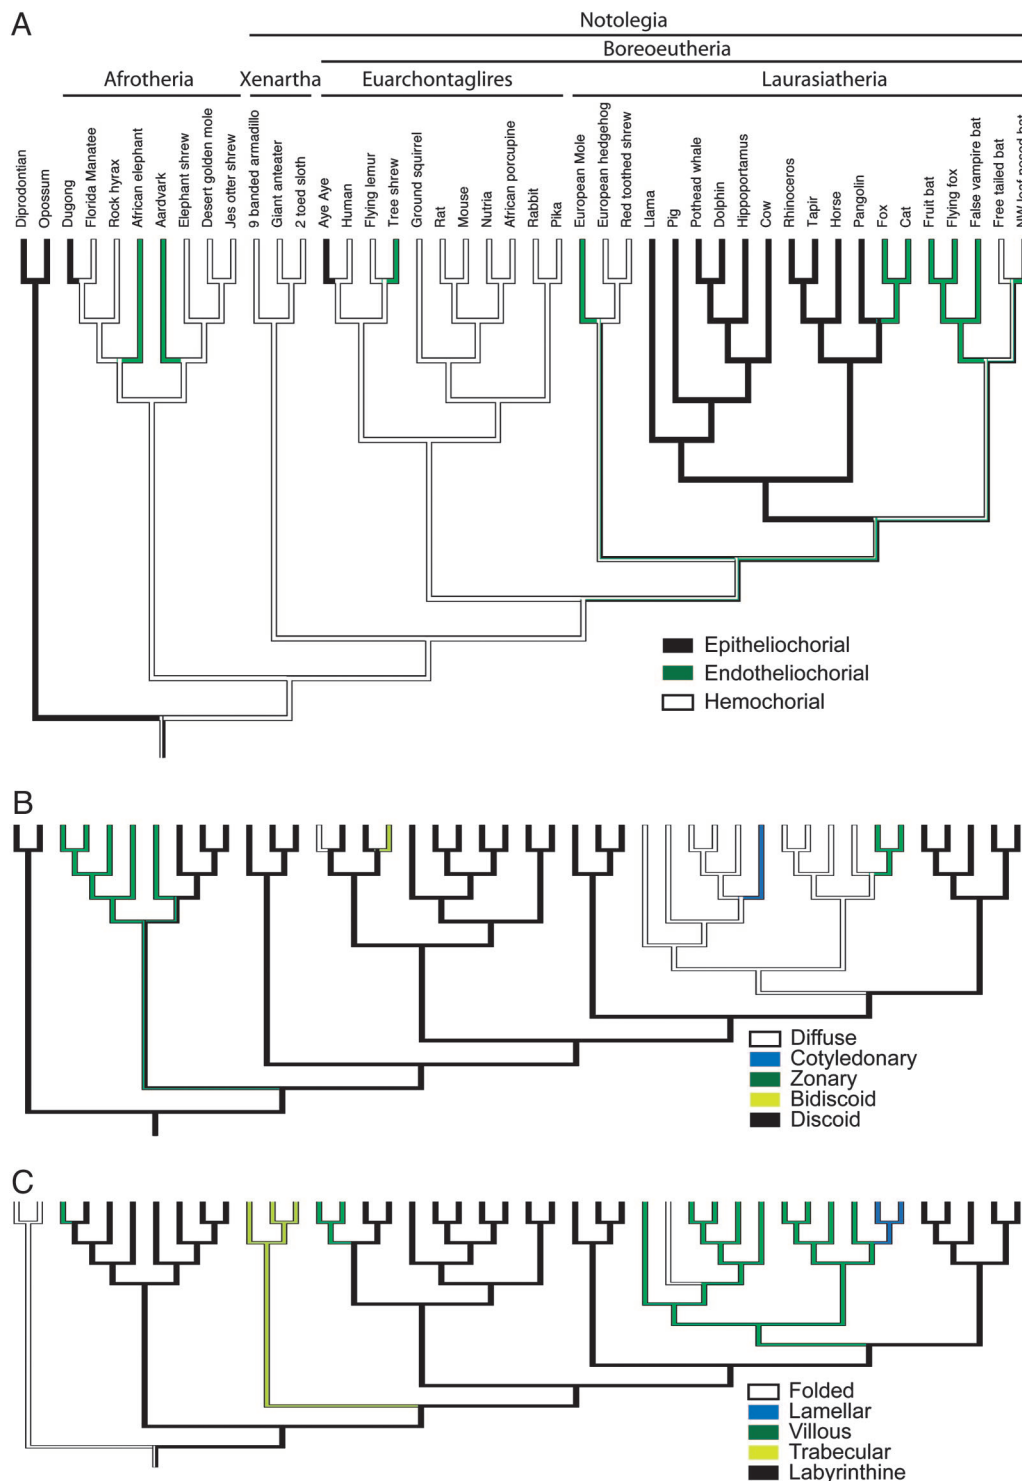 A
Notolegia
Boreoeutheria
Afrotheria
Xenartha
Euarchontaglires
Laurasiatheria
Diprodontian
Opossum
Dugong
Florida Manatee
Rock hyrax
African elephant
Aardvark
Elephant shrew
Desert golden mole
Jes otter shrew
9 banded armadillo
Giant anteater
2 toed sloth
Aye Aye
Human
Flying lemur
Tree shrew
Ground squirrel
Rat
Mouse
Nutria
African porcupine
Rabbit
Pika
European Mole
European hedgehog
Red toothed shrew
Llama
Pig
Pothead whale
Dolphin
Hippoportamus
Cow
Rhinoceros
Tapir
Horse
Pangolin
Fox
Cat
Fruit bat
Flying fox
False vampire bat
Free tailed bat
Epitheliochorial
Endotheliochorial
Hemochorial
B
Diffuse
Cotyledonary
Zonary
Bidiscoid
Discoid
C
Folded
Lamellar
Villous
Trabecular
Labyrinthine